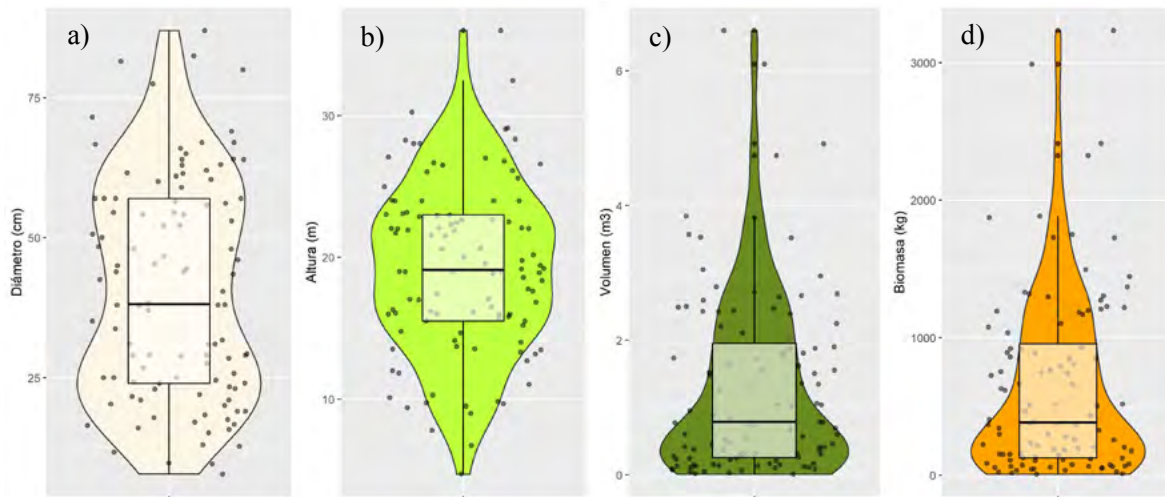 a)
Diámetro (cm)
75
50
25
b)
Altura (m)
30
20
10
c)
Volumen (m3)
6
4
2
0
d)
Biomasa (kg)
3000
2000
1000
0